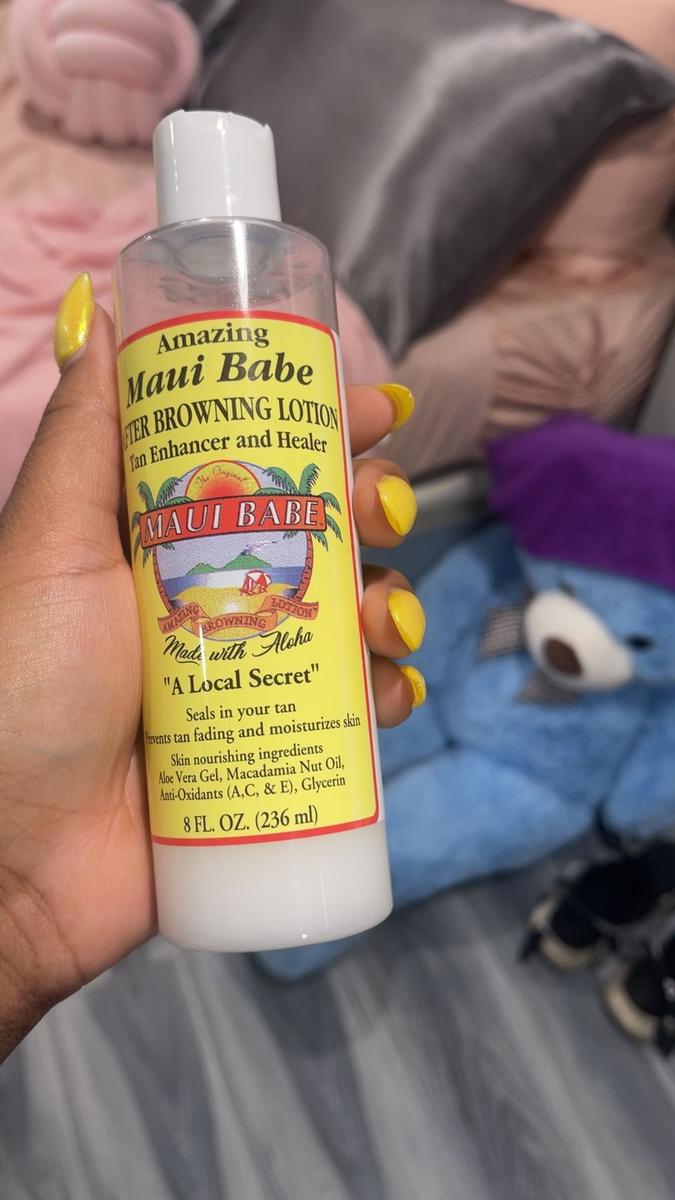 Amazing
Maui Babe
AFTER BROWNING LOTION
Tan Enhancer and Healer
The Original
MAUI BABE
AMAZING BROWNING LOTION
Made with Aloha
"A Local Secret"
Seals in your tan
Prevents tan fading and moisturizes skin
Skin nourishing ingredients
Aloe Vera Gel, Macadamia Nut Oil,
Anti-Oxidants (A,C, & E), Glycerin
8 FL. OZ. (236 ml)